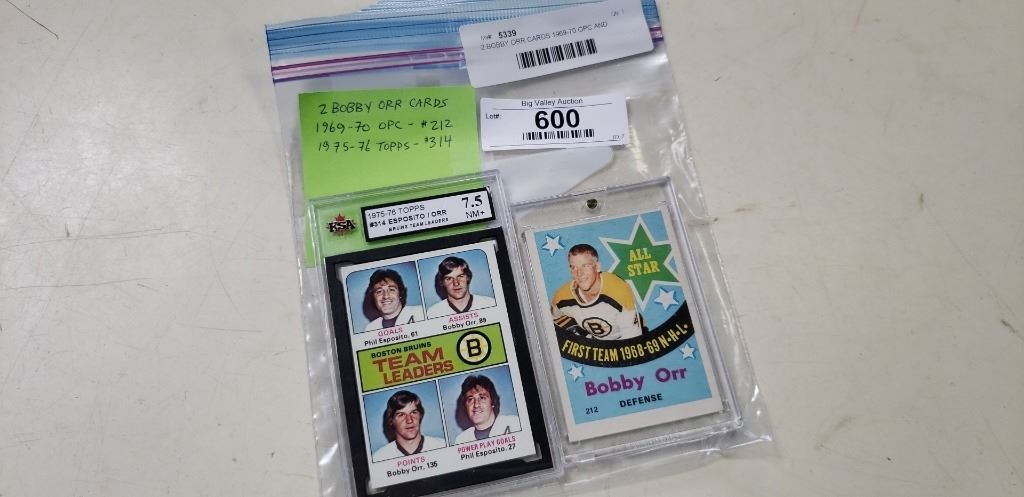 5339
2 BOBBY ORR CARDS 1969-70 OPC AND
Big Valley Auction
Lot#:
600
2 BOBBY ORR CARDS
1969-70 OPC - #212
1975-76 TOPPS - #314
KSA
1975-76 TOPPS
#314 ESPOSITO / ORR
BRUINS TEAM LEADERS
7.5
NM+
GOALS
Phil Esposito, 61
ASSISTS
Bobby Orr, 89
BOSTON BRUINS
TEAM
LEADERS
B
POINTS
Bobby Orr, 135
POWER PLAY GOALS
Phil Esposito, 27
ALL
STAR
B
FIRST TEAM 1968-69 N.H.L.
Bobby Orr
212
DEFENSE